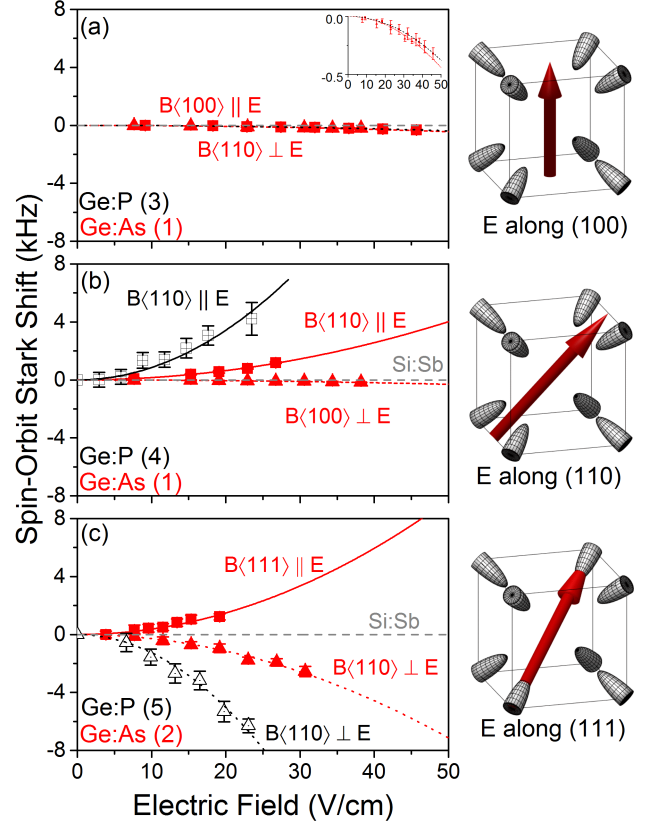 Spin-Orbit Stark Shift (kHz)
(a)
8
4
0
-4
-8
0.0
-0.5
0 10 20 30 40 50
B⟨100⟩ || E
B⟨110⟩ ⊥ E
Ge:P (3)
Ge:As (1)
E along (100)
(b)
8
4
0
-4
-8
B⟨110⟩ || E
B⟨110⟩ || E
Si:Sb
B⟨100⟩ ⊥ E
Ge:P (4)
Ge:As (1)
E along (110)
(c)
8
4
0
-4
-8
B⟨111⟩ || E
Si:Sb
B⟨110⟩ ⊥ E
Ge:P (5)
Ge:As (2)
B⟨110⟩ ⊥ E
E along (111)
0 10 20 30 40 50
Electric Field (V/cm)